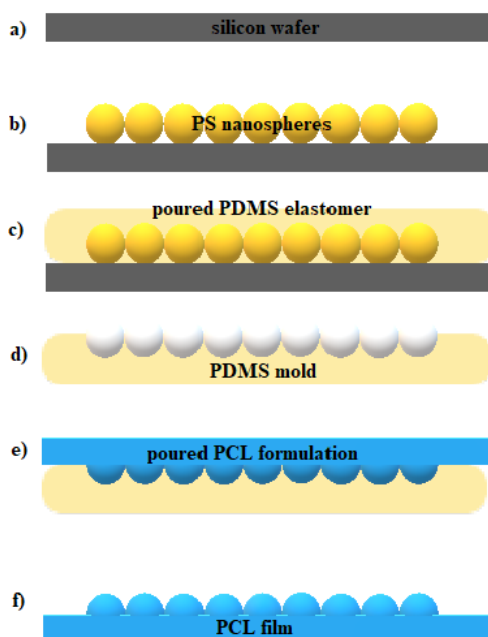 a) silicon wafer
b) PS nanospheres
c) poured PDMS elastomer
d) PDMS mold
e) poured PCL formulation
f) PCL film